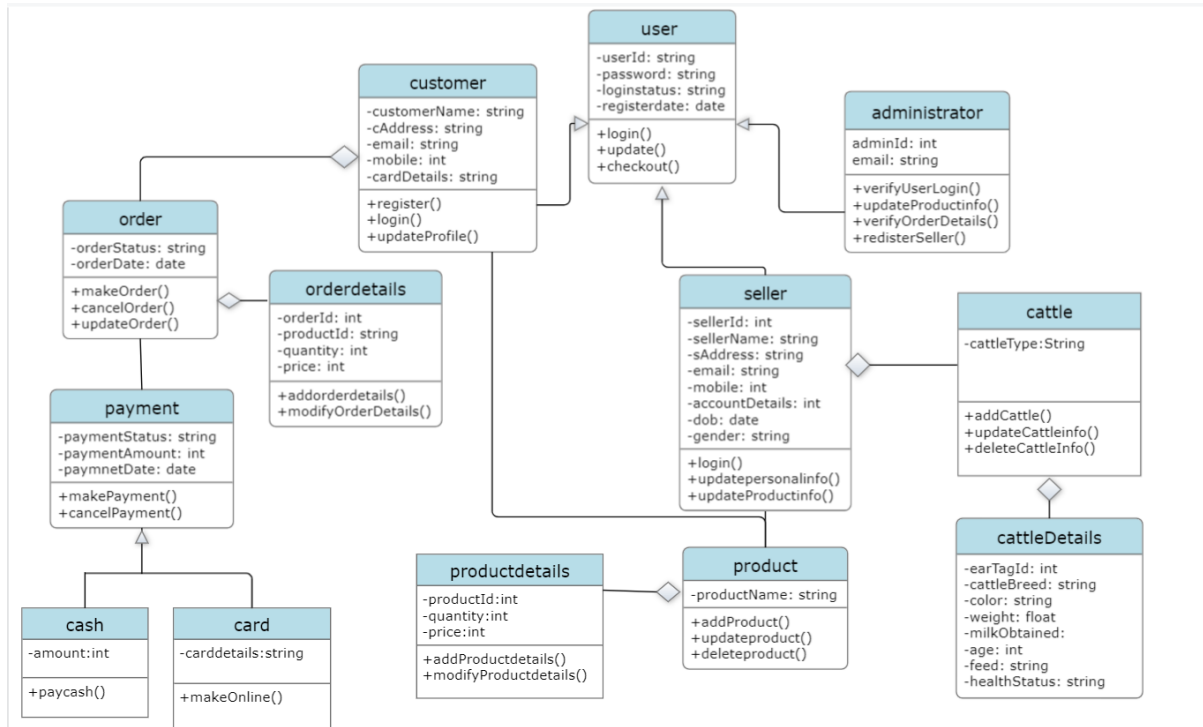 user
-userId: string
-password: string
-loginstatus: string
-registerdate: date
+login()
+update()
+checkout()
customer
-customerName: string
-cAddress: string
-email: string
-mobile: int
-cardDetails: string
+register()
+login()
+updateProfile()
administrator
adminId: int
email: string
+verifyUserLogin()
+updateProductinfo()
+verifyOrderDetails()
+redisterSeller()
order
-orderStatus: string
-orderDate: date
+makeOrder()
+cancelOrder()
+updateOrder()
orderdetails
-orderId: int
-productId: string
-quantity: int
-price: int
+addorderdetails()
+modifyOrderDetails()
seller
-sellerId: int
-sellerName: string
-sAddress: string
-email: string
-mobile: int
-accountDetails: int
-dob: date
-gender: string
+login()
+updatepersonalinfo()
+updateProductinfo()
cattle
-cattleType:String
+addCattle()
+updateCattleinfo()
+deleteCattleInfo()
payment
-paymentStatus: string
-paymentAmount: int
-paymnetDate: date
+makePayment()
+cancelPayment()
cattleDetails
-earTagId: int
-cattleBreed: string
-color: string
-weight: float
-milkObtained:
-age: int
-feed: string
-healthStatus: string
productdetails
-productId:int
-quantity:int
-price:int
+addProductdetails()
+modifyProductdetails()
product
-productName: string
+addProduct()
+updateproduct()
+deleteproduct()
cash
-amount:int
+paycash()
card
-carddetails:string
+makeOnline()